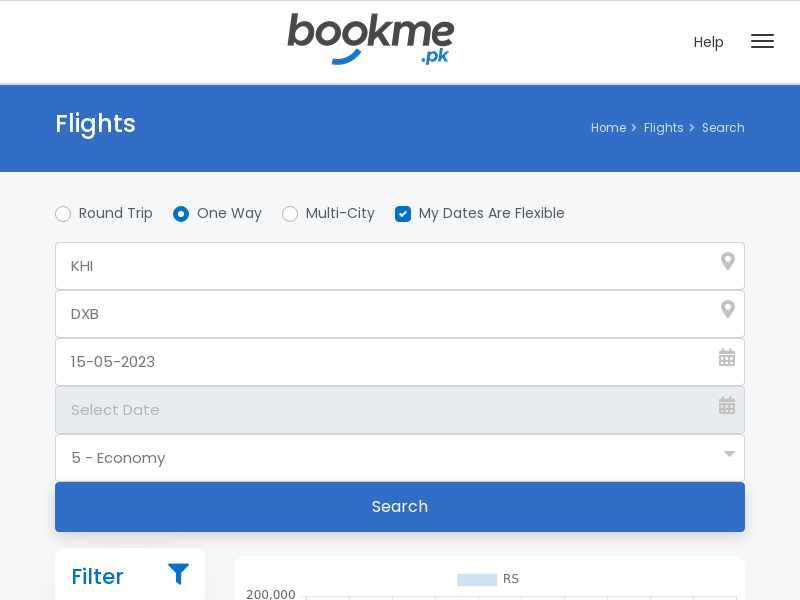 bookme
.pk
Help
Flights
Home > Flights > Search
Round Trip One Way Multi-City My Dates Are Flexible
KHI
DXB
15-05-2023
Select Date
5 - Economy
Search
Filter
RS
200,000